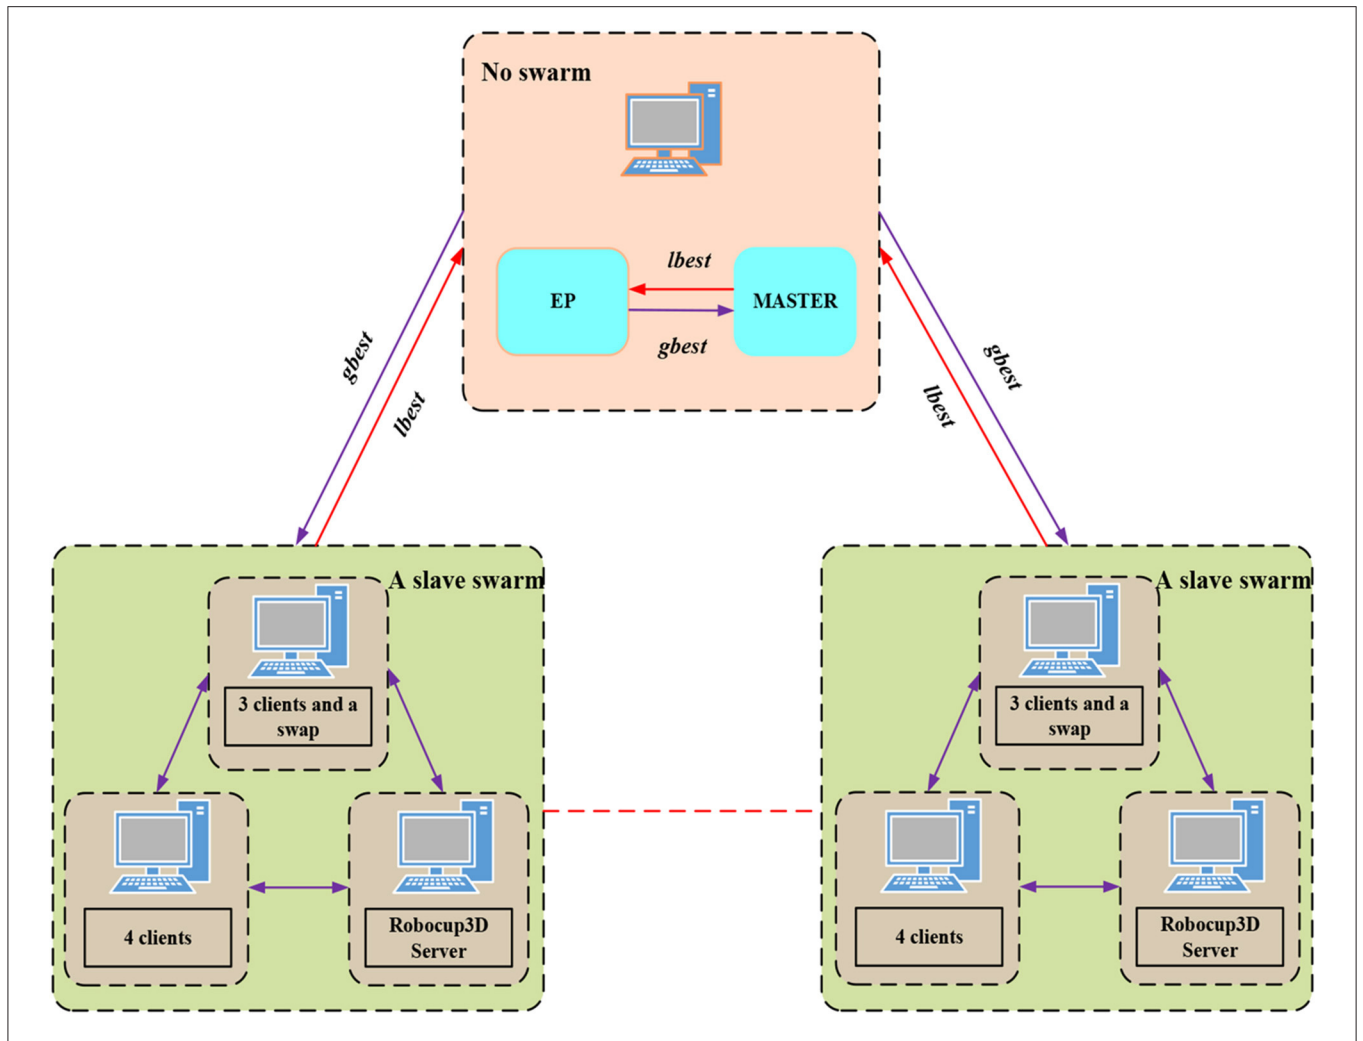 No swarm
lbest
EP
MASTER
gbest
gbest
lbest
gbest
lbest
A slave swarm
3 clients and a
swap
4 clients
Robocup3D
Server
A slave swarm
3 clients and a
swap
4 clients
Robocup3D
Server